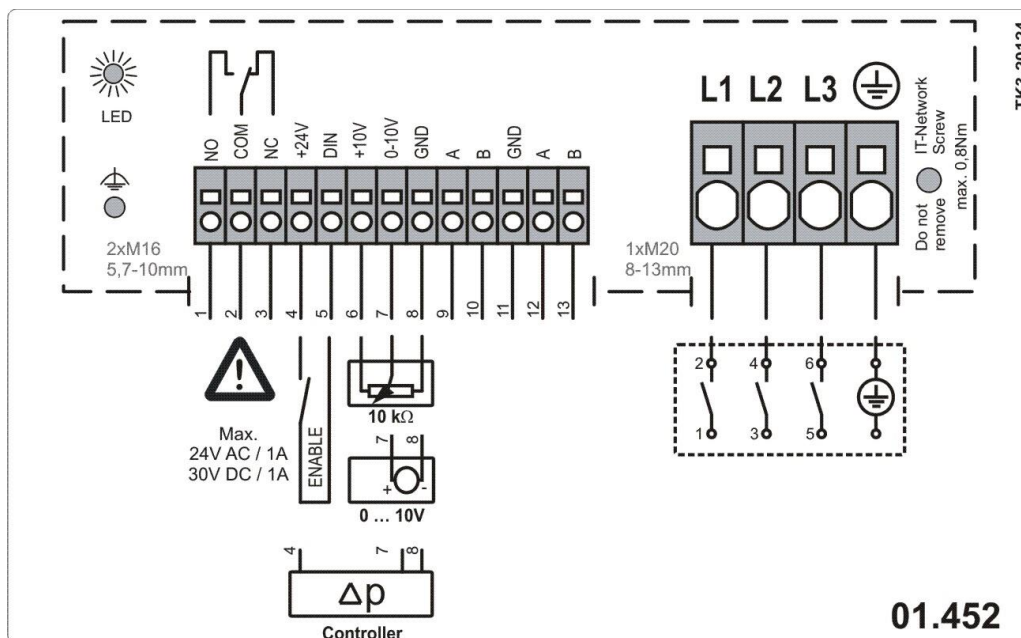 LED
2xM16
5,7-10mm
NO
COM
NC
+24V
DIN
+10V
0-10V
GND
A
B
GND
A
B
1
2
3
4
5
6
7
8
9
10
11
12
13
L1 L2 L3
1xM20
8-13mm
Do not
remove
IT-Network
Screw
max. 0,8Nm
Max.
24V AC / 1A
30V DC / 1A
ENABLE
10 kΩ
7 8
+ -
0 ... 10V
4 7 8
Δp
Controller
2 4 6
1 3 5
01.452